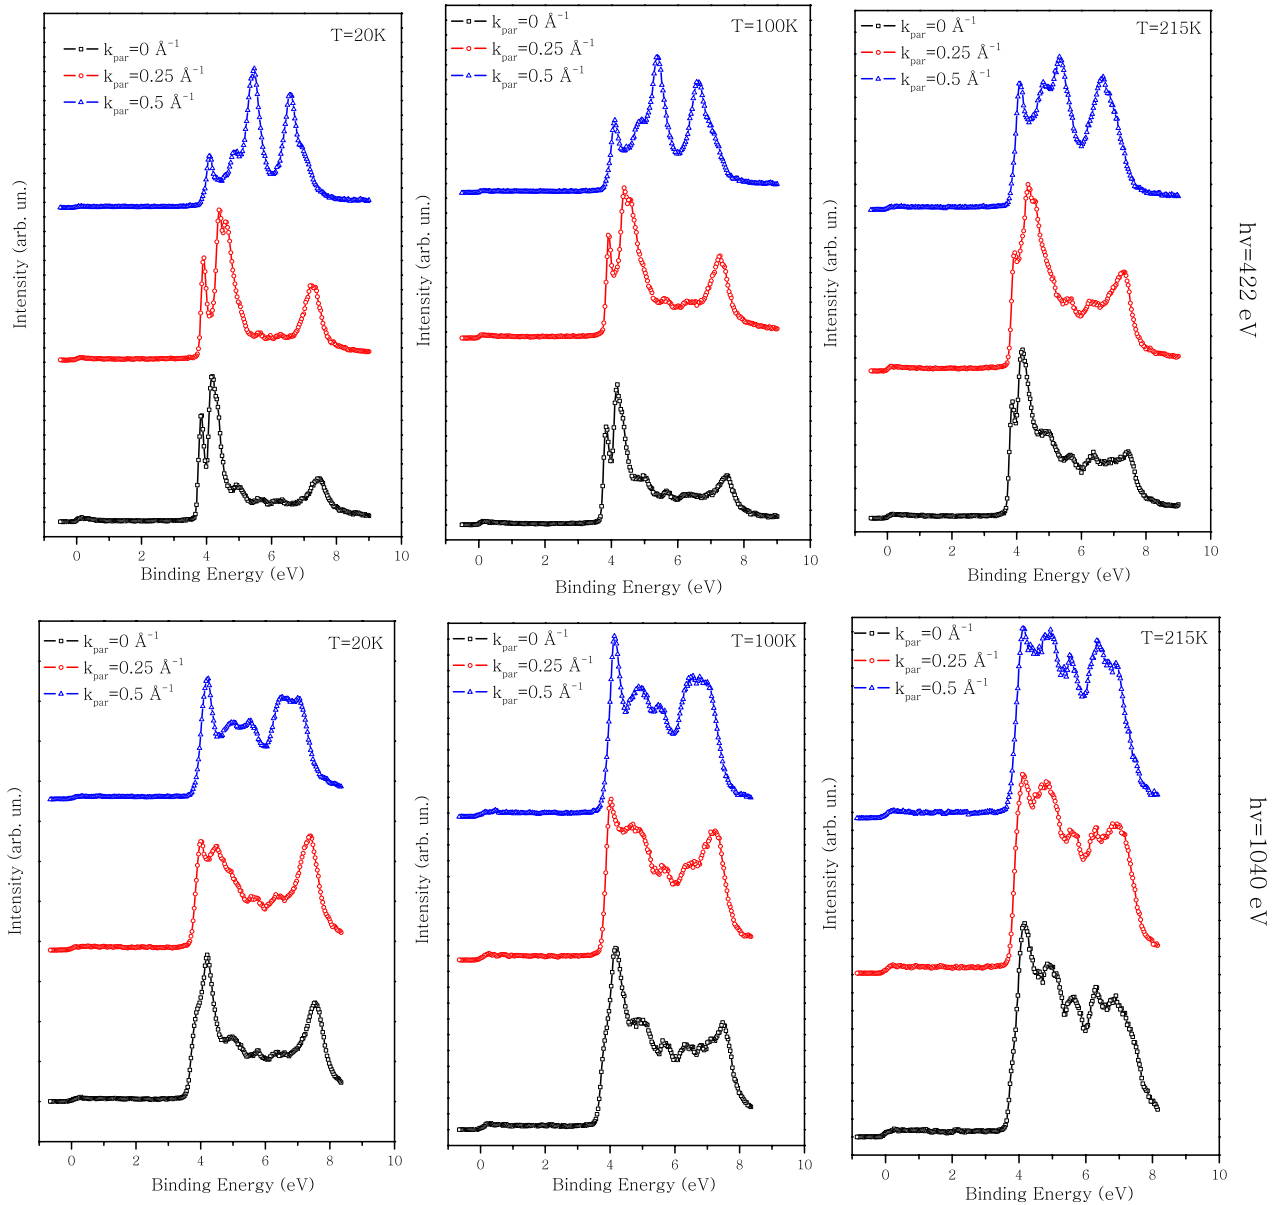 T=20K
k_par=0 Å⁻¹
k_par=0.25 Å⁻¹
k_par=0.5 Å⁻¹
Intensity (arb. un.)
0 2 4 6 8 10
Binding Energy (eV)
T=100K
k_par=0 Å⁻¹
k_par=0.25 Å⁻¹
k_par=0.5 Å⁻¹
Intensity (arb. un.)
0 2 4 6 8 10
Binding Energy (eV)
T=215K
k_par=0 Å⁻¹
k_par=0.25 Å⁻¹
k_par=0.5 Å⁻¹
Intensity (arb. un.)
0 2 4 6 8 10
Binding Energy (eV)
hν=422 eV
T=20K
k_par=0 Å⁻¹
k_par=0.25 Å⁻¹
k_par=0.5 Å⁻¹
Intensity (arb. un.)
0 2 4 6 8 10
Binding Energy (eV)
T=100K
k_par=0 Å⁻¹
k_par=0.25 Å⁻¹
k_par=0.5 Å⁻¹
Intensity (arb. un.)
0 2 4 6 8 10
Binding Energy (eV)
T=215K
k_par=0 Å⁻¹
k_par=0.25 Å⁻¹
k_par=0.5 Å⁻¹
Intensity (arb. un.)
0 2 4 6 8 10
Binding Energy (eV)
hν=1040 eV